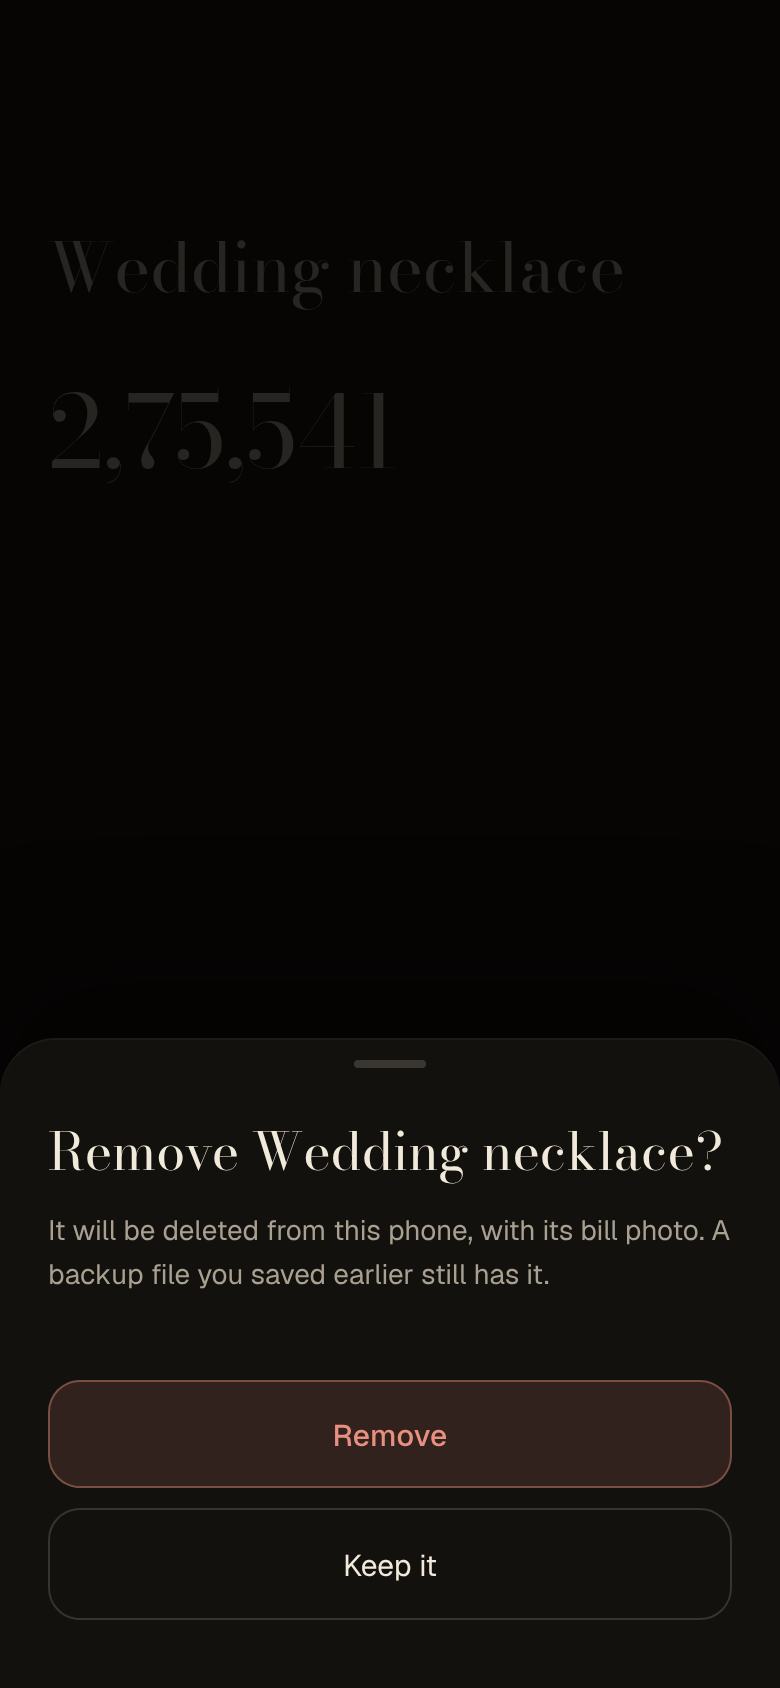 Wedding necklace
2,75,541
Remove Wedding necklace?
It will be deleted from this phone, with its bill photo. A
backup file you saved earlier still has it.
Remove
Keep it